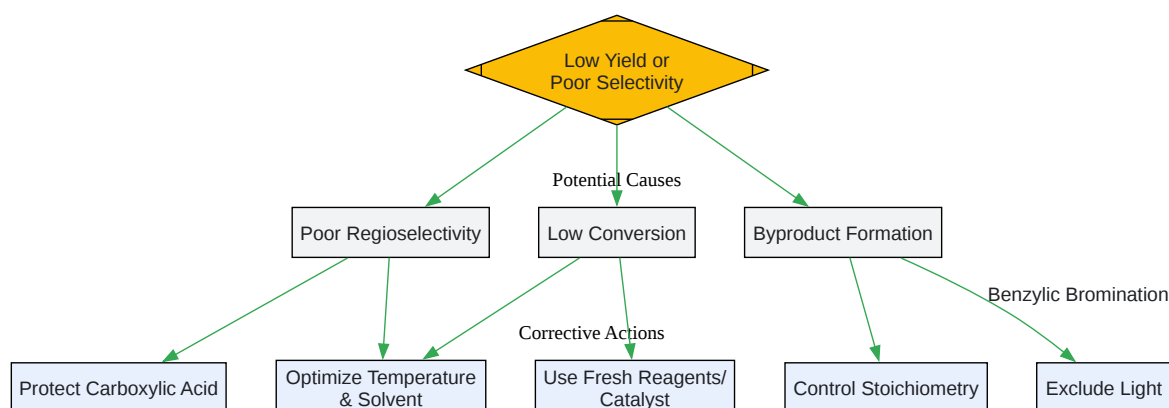 Low Yield or
Poor Selectivity
Potential Causes
Poor Regioselectivity
Low Conversion
Byproduct Formation
Benzylic Bromination
Corrective Actions
Protect Carboxylic Acid
Optimize Temperature
& Solvent
Use Fresh Reagents/
Catalyst
Control Stoichiometry
Exclude Light